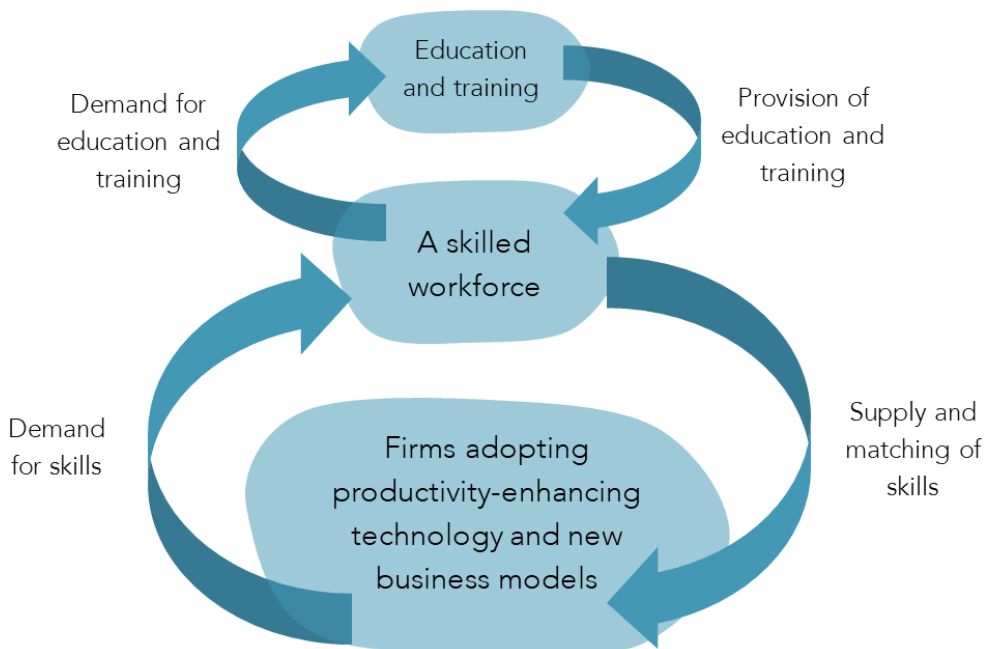 Education
and training
Demand for
education and
training
Provision of
education and
training
A skilled
workforce
Demand
for skills
Supply and
matching of
skills
Firms adopting
productivity-enhancing
technology and new
business models